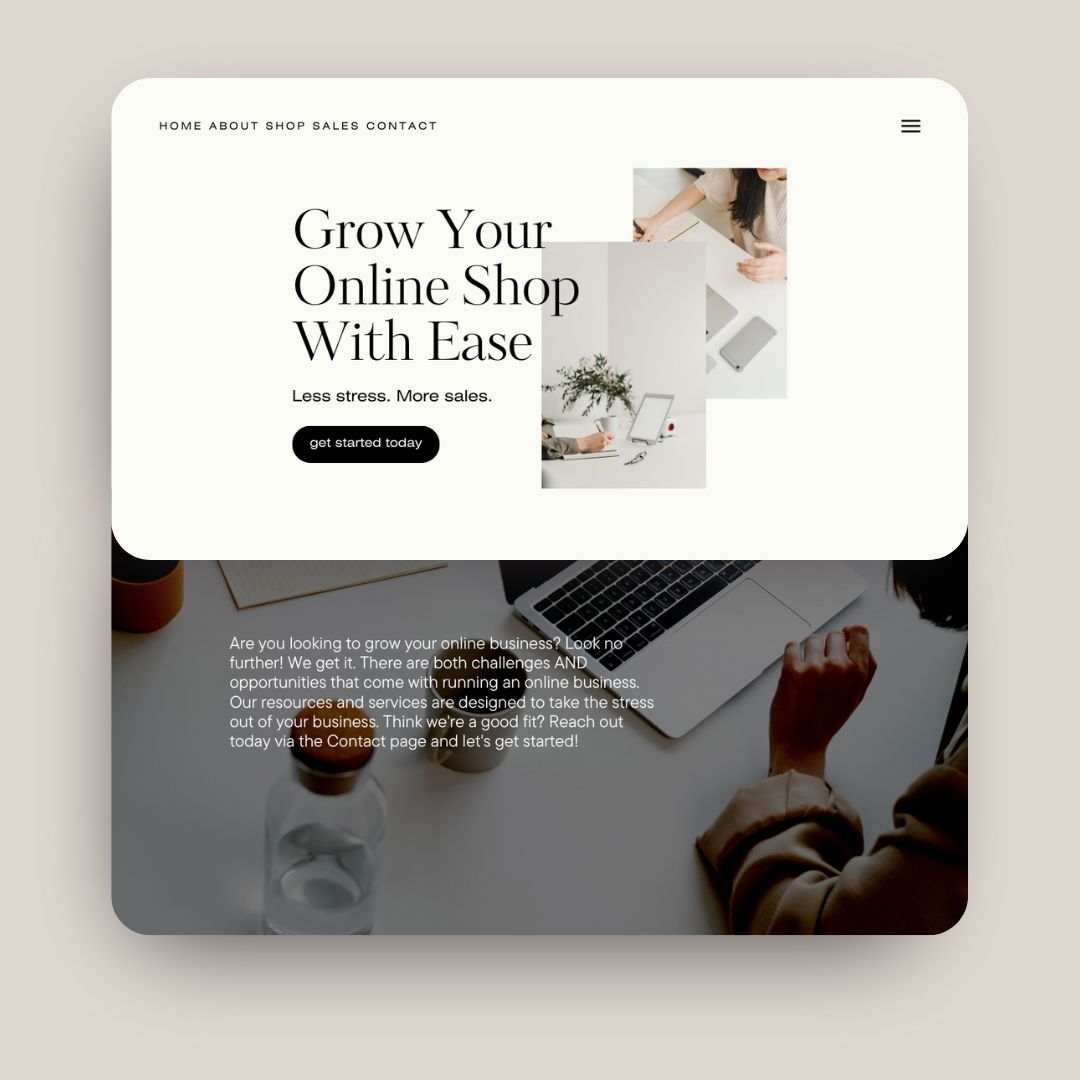 HOME ABOUT SHOP SALES CONTACT
Grow Your
Online Shop
With Ease
Less stress. More sales.
get started today
Are you looking to grow your online business? Look no
further! We get it. There are both challenges AND
opportunities that come with running an online business.
Our resources and services are designed to take the stress
out of your business. Think we're a good fit? Reach out
today via the Contact page and let's get started!